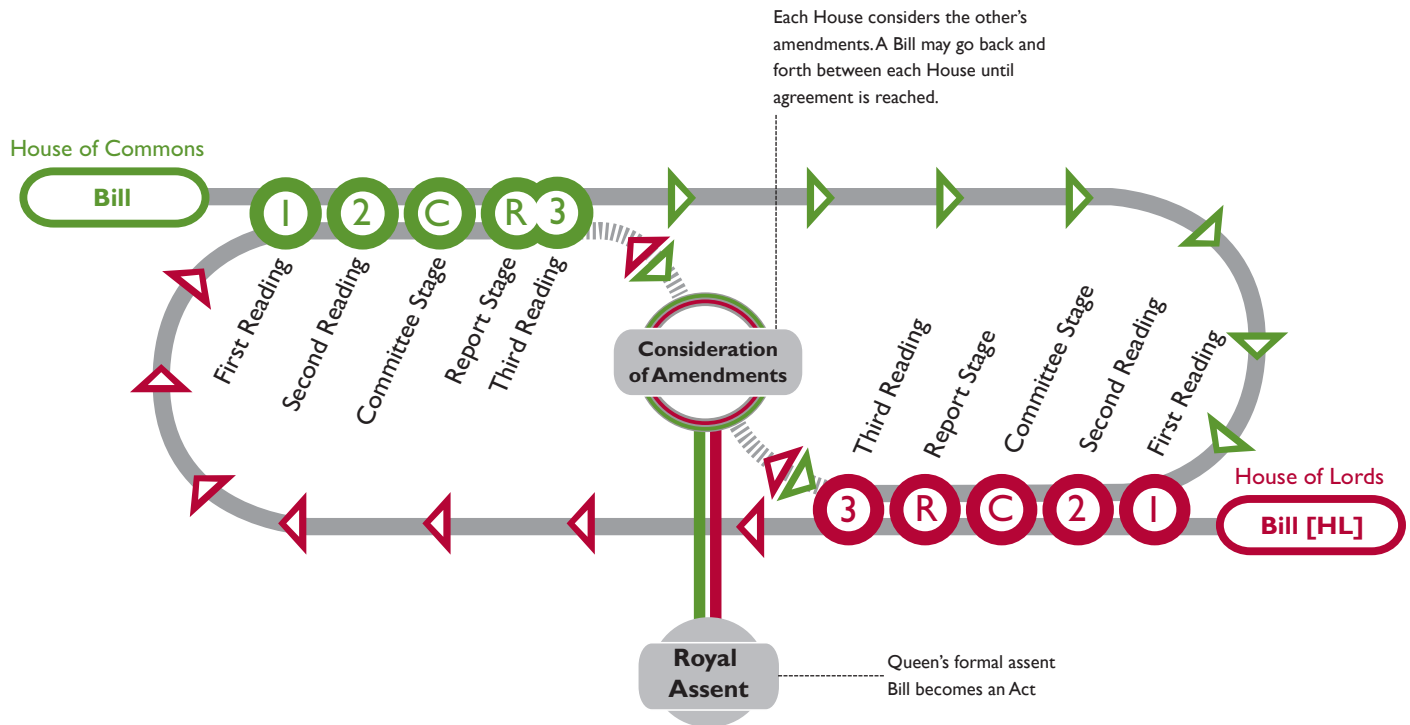 Each House considers the other's
amendments. A Bill may go back and
forth between each House until
agreement is reached.
House of Commons
Bill
1 2 C R 3
First Reading
Second Reading
Committee Stage
Report Stage
Third Reading
Consideration
of Amendments
Third Reading
Report Stage
Committee Stage
Second Reading
First Reading
House of Lords
3 R C 2 1
Bill [HL]
Royal
Assent
Queen's formal assent
Bill becomes an Act